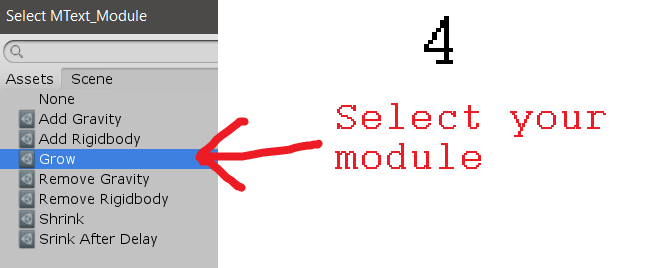 Select MText_Module
Assets
Scene
None
Add Gravity
Add Rigidbody
Grow
Remove Gravity
Remove Rigidbody
Shrink
Srink After Delay
4
Select your
module